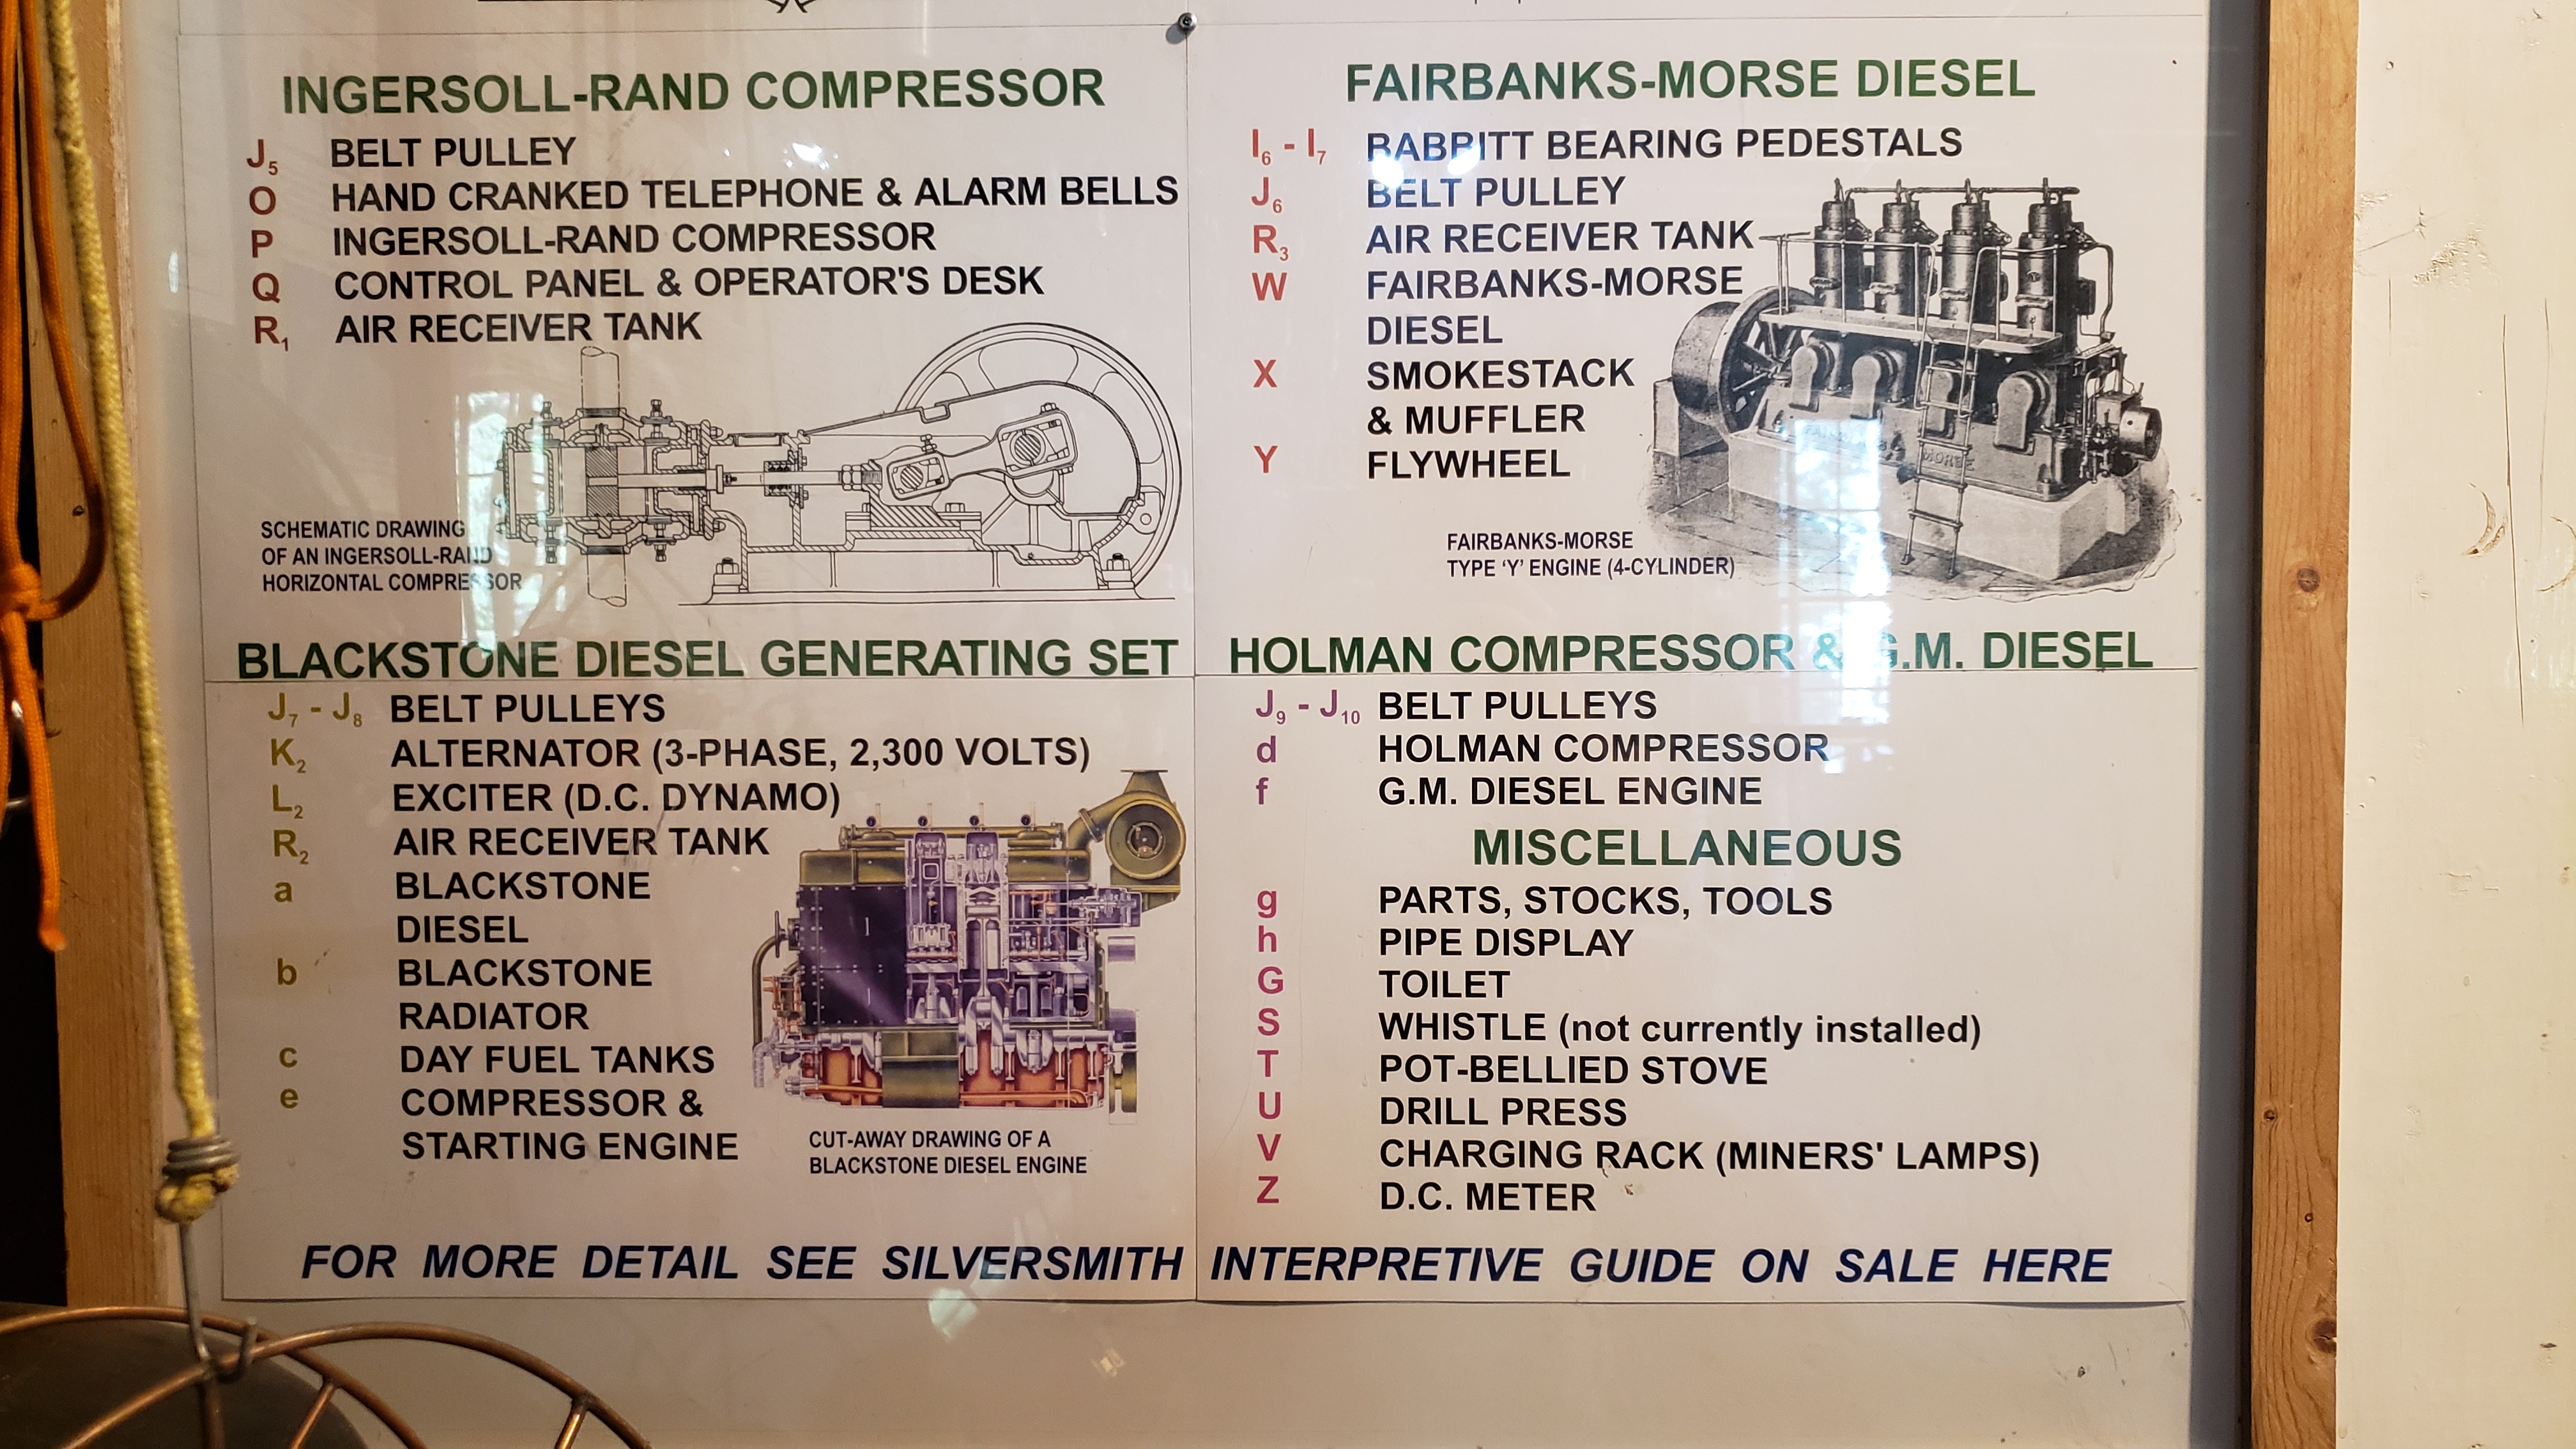 INGERSOLL-RAND COMPRESSOR
J5 BELT PULLEY
O HAND CRANKED TELEPHONE & ALARM BELLS
P INGERSOLL-RAND COMPRESSOR
Q CONTROL PANEL & OPERATOR'S DESK
R1 AIR RECEIVER TANK
SCHEMATIC DRAWING
OF AN INGERSOLL-RAND
HORIZONTAL COMPRESSOR
FAIRBANKS-MORSE DIESEL
I6 - I7 BABBITT BEARING PEDESTALS
J6 BELT PULLEY
R3 AIR RECEIVER TANK
W FAIRBANKS-MORSE
DIESEL
X SMOKESTACK
& MUFFLER
Y FLYWHEEL
MORSE
FAIRBANKS-MORSE
TYPE ‘Y’ ENGINE (4-CYLINDER)
BLACKSTONE DIESEL GENERATING SET
J7 - J8 BELT PULLEYS
K2 ALTERNATOR (3-PHASE, 2,300 VOLTS)
L2 EXCITER (D.C. DYNAMO)
R2 AIR RECEIVER TANK
a BLACKSTONE
DIESEL
b BLACKSTONE
RADIATOR
c DAY FUEL TANKS
e COMPRESSOR &
STARTING ENGINE
CUT-AWAY DRAWING OF A
BLACKSTONE DIESEL ENGINE
HOLMAN COMPRESSOR & G.M. DIESEL
J9 - J10 BELT PULLEYS
d HOLMAN COMPRESSOR
f G.M. DIESEL ENGINE
MISCELLANEOUS
g PARTS, STOCKS, TOOLS
h PIPE DISPLAY
G TOILET
S WHISTLE (not currently installed)
T POT-BELLIED STOVE
U DRILL PRESS
V CHARGING RACK (MINERS' LAMPS)
Z D.C. METER
FOR MORE DETAIL SEE SILVERSMITH INTERPRETIVE GUIDE ON SALE HERE